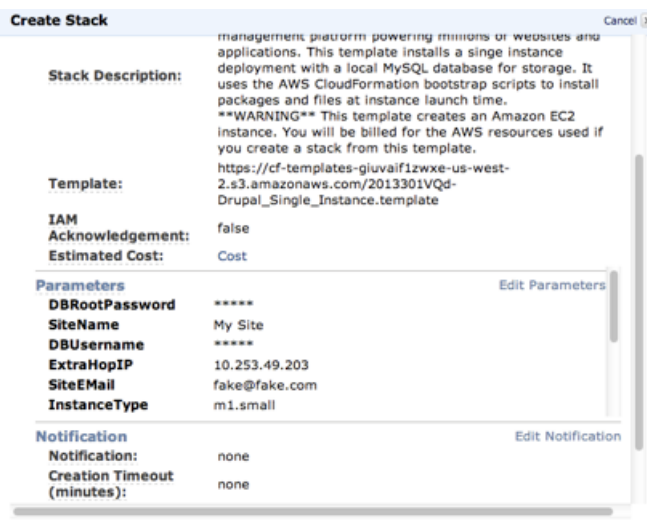 Create Stack
Cancel
management platform powering millions of websites and
applications. This template installs a singe instance
Stack Description:
deployment with a local MySQL database for storage. It
uses the AWS CloudFormation bootstrap scripts to install
packages and files at instance launch time.
**WARNING** This template creates an Amazon EC2
instance. You will be billed for the AWS resources used if
you create a stack from this template.
https://cf-templates-giuvaif1zwxe-us-west-
Template:
2.s3.amazonaws.com/2013301VQd-
Drupal_Single_Instance.template
IAM
Acknowledgement:
false
Estimated Cost:
Cost
Parameters
Edit Parameters
DBRootPassword
*****
SiteName
My Site
DBUsername
*****
ExtraHopIP
10.253.49.203
SiteEMail
fake@fake.com
InstanceType
m1.small
Notification
Edit Notification
Notification:
none
Creation Timeout
(minutes):
none